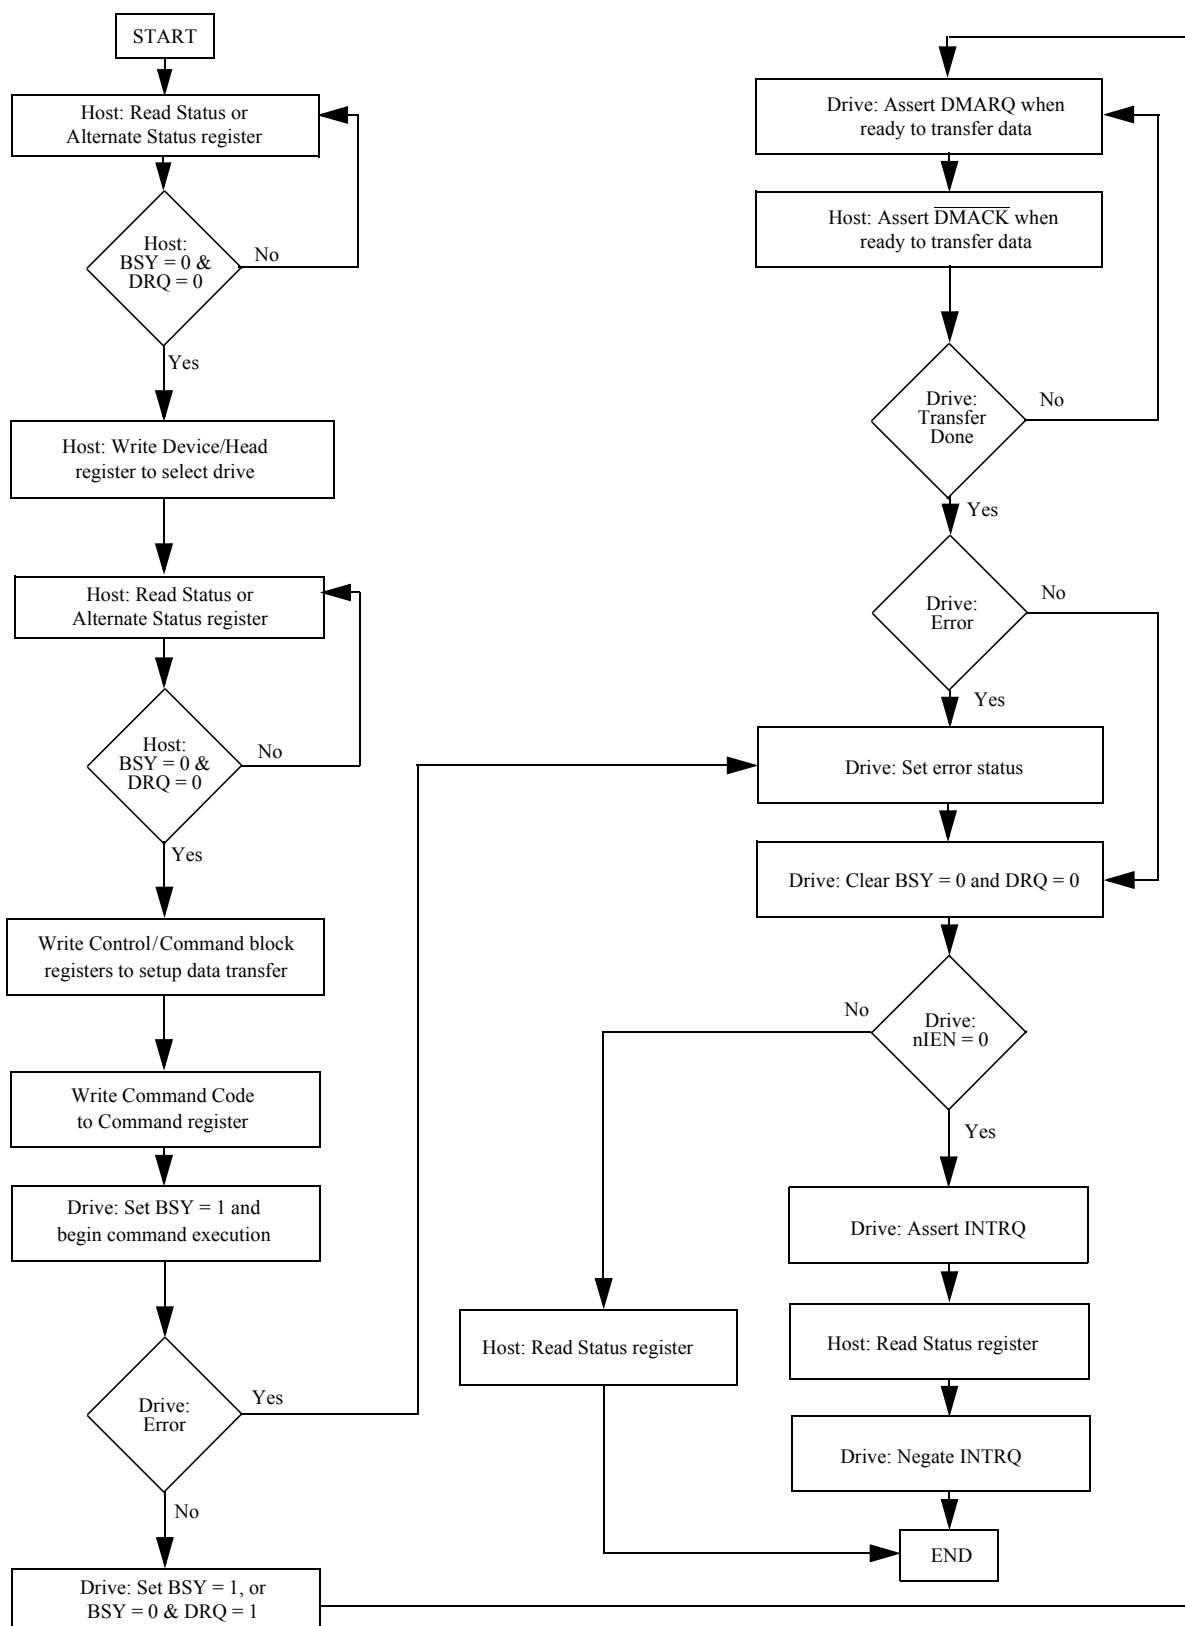 START
Host: Read Status or
Alternate Status register
Host:
BSY = 0 &
DRQ = 0
No
Yes
Host: Write Device/Head
register to select drive
Host: Read Status or
Alternate Status register
Host:
BSY = 0 &
DRQ = 0
No
Yes
Write Control/Command block
registers to setup data transfer
Write Command Code
to Command register
Drive: Set BSY = 1 and
begin command execution
Drive:
Error
Yes
No
Drive: Set BSY = 1, or
BSY = 0 & DRQ = 1
Drive: Assert DMARQ when
ready to transfer data
Host: Assert D̅M̅A̅C̅K̅ when
ready to transfer data
Drive:
Transfer
Done
No
Yes
Drive:
Error
No
Yes
Drive: Set error status
Drive: Clear BSY = 0 and DRQ = 0
Drive:
nIEN = 0
No
Yes
Drive: Assert INTRQ
Host: Read Status register
Host: Read Status register
Drive: Negate INTRQ
END